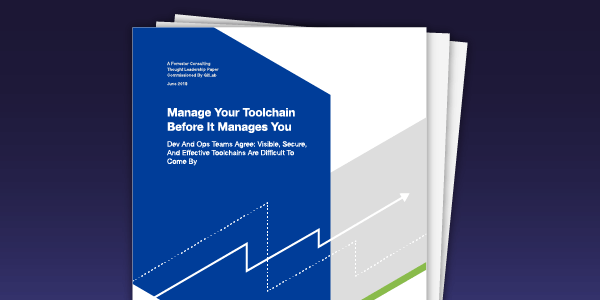 A Forrester Consulting
Thought Leadership Paper
Commissioned By GitLab
June 2019
Manage Your Toolchain
Before It Manages You
Dev And Ops Teams Agree: Visible, Secure,
And Effective Toolchains Are Difficult To
Come By